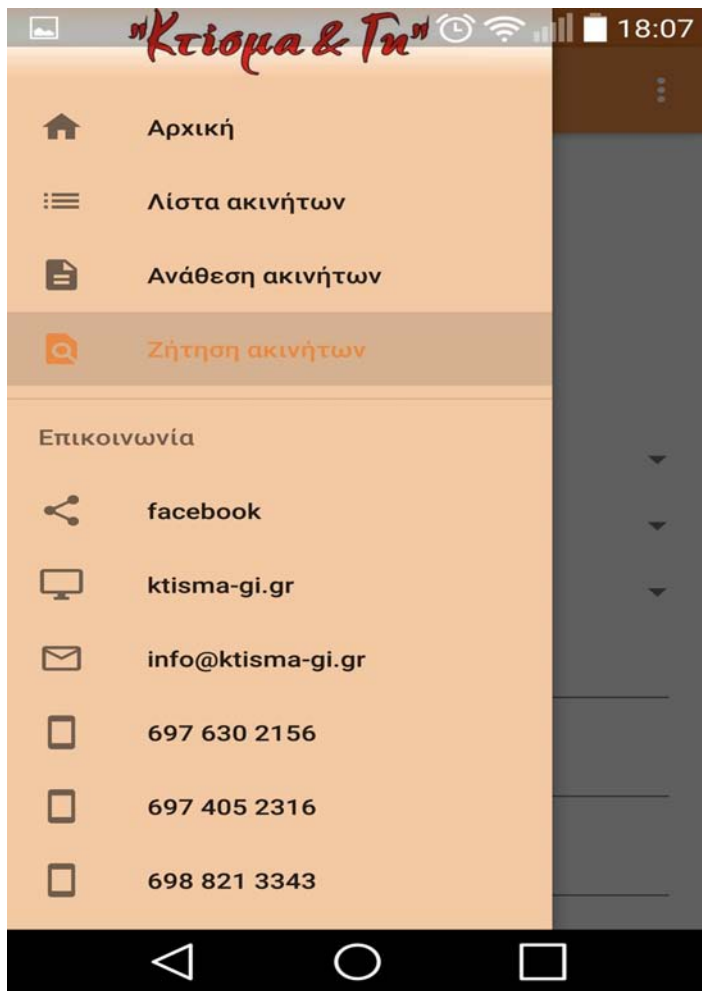 "Κτίσμα & Γη" 18:07
Αρχική
Λίστα ακινήτων
Ανάθεση ακινήτων
Ζήτηση ακινήτων
Επικοινωνία
facebook
ktisma-gi.gr
info@ktisma-gi.gr
697 630 2156
697 405 2316
698 821 3343